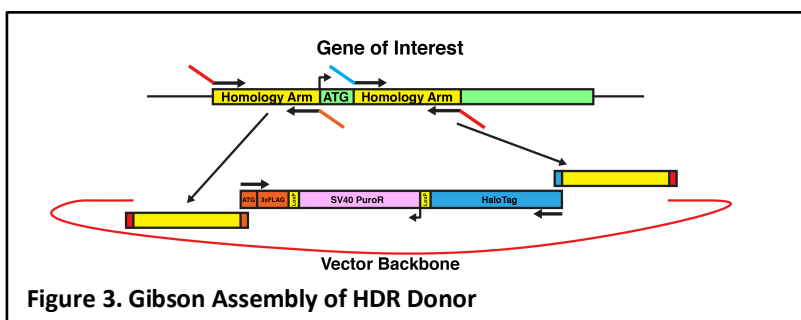 Gene of Interest
Homology Arm ATG Homology Arm
ATG 3xFLAG LoxP SV40 PuroR LoxP HaloTag
Vector Backbone
Figure 3. Gibson Assembly of HDR Donor